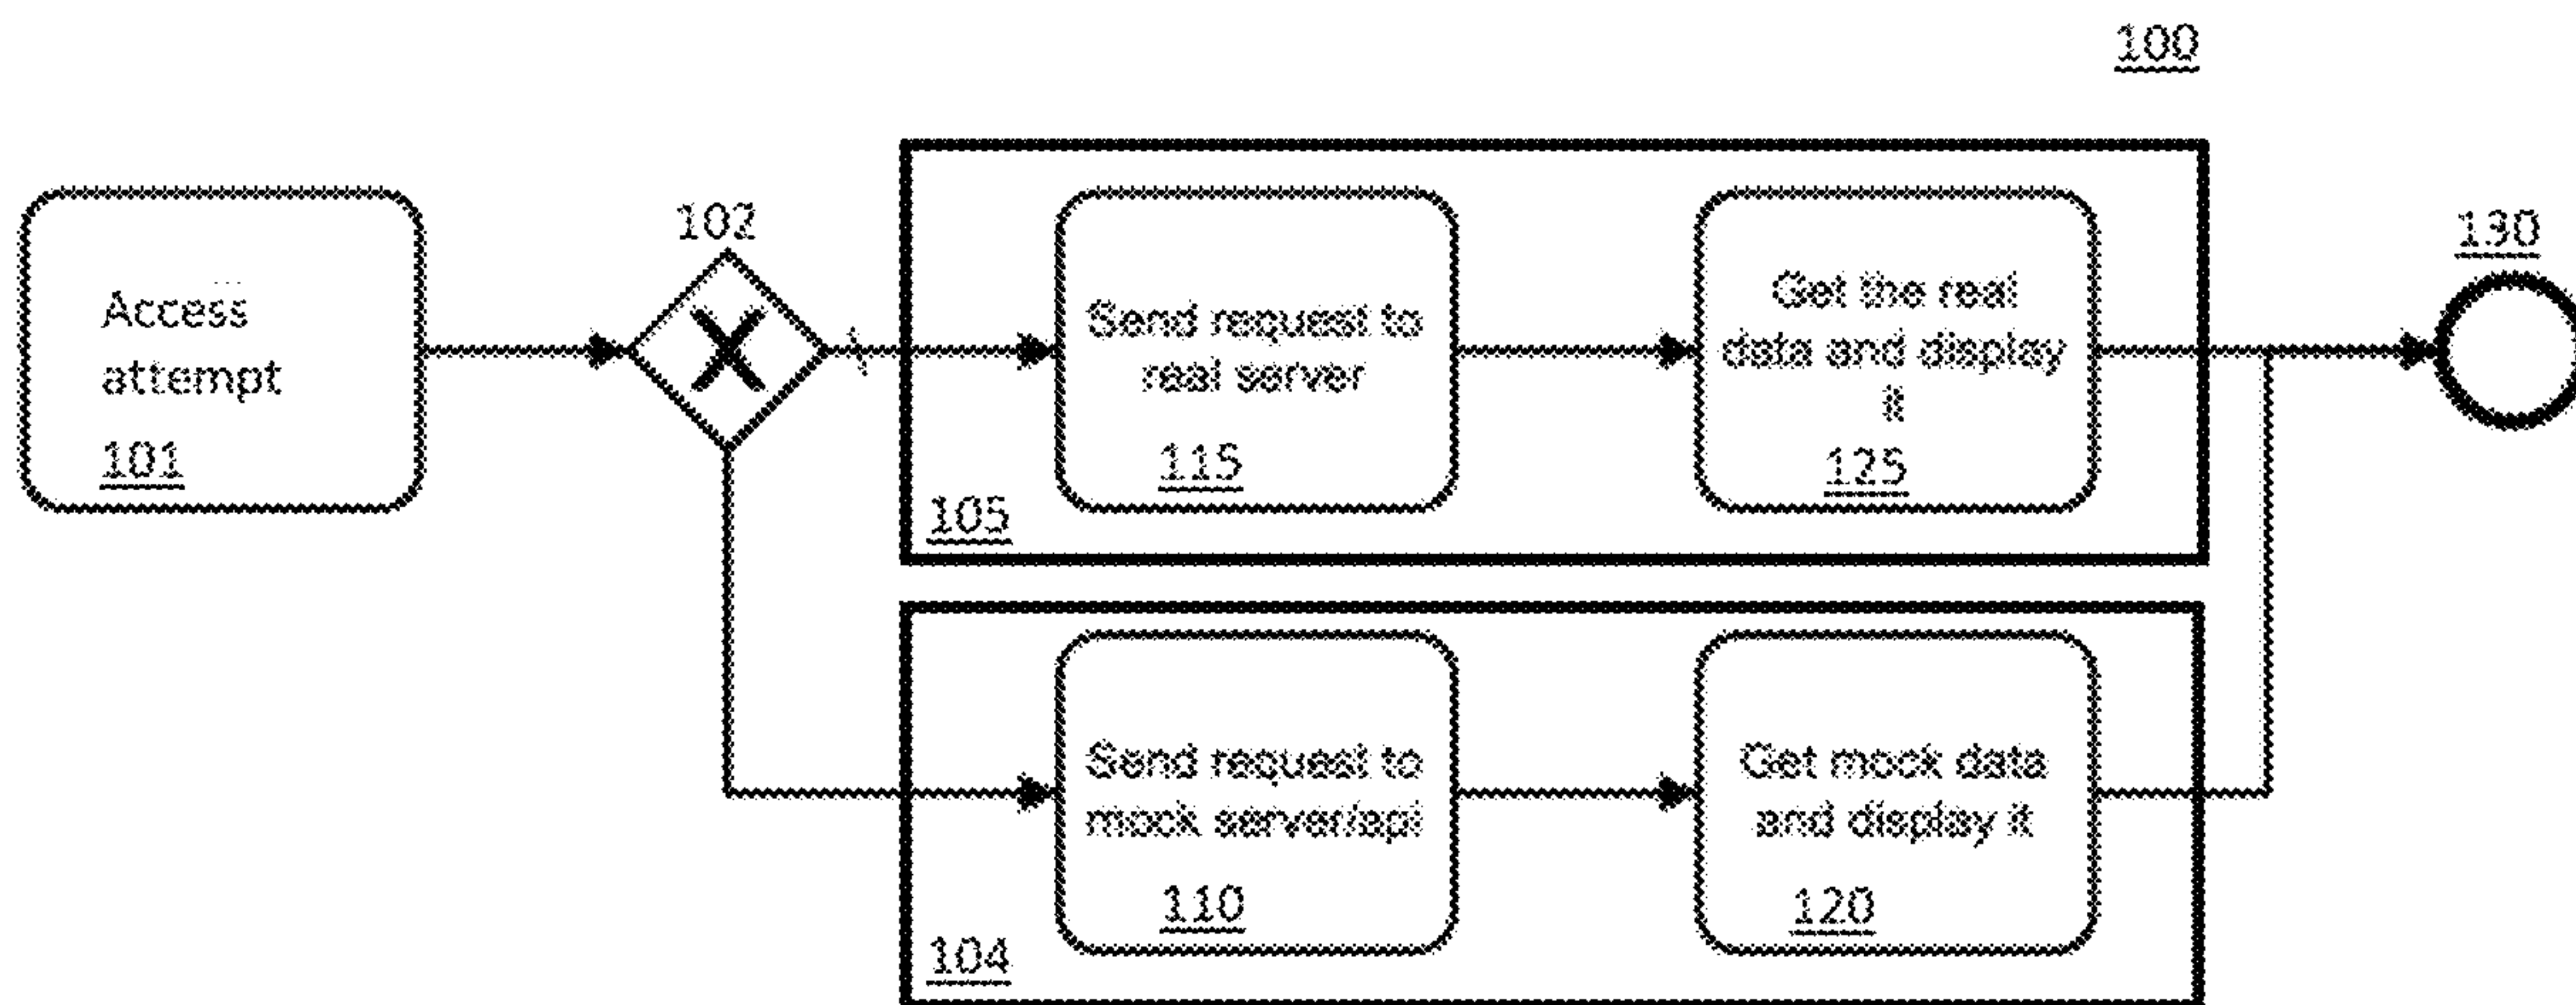 100
Access
attempt
101
102
Send request to
real server
115
Get the real
data and display
it
125
105
130
Send request to
mock server/api
110
Get mock data
and display it
120
104